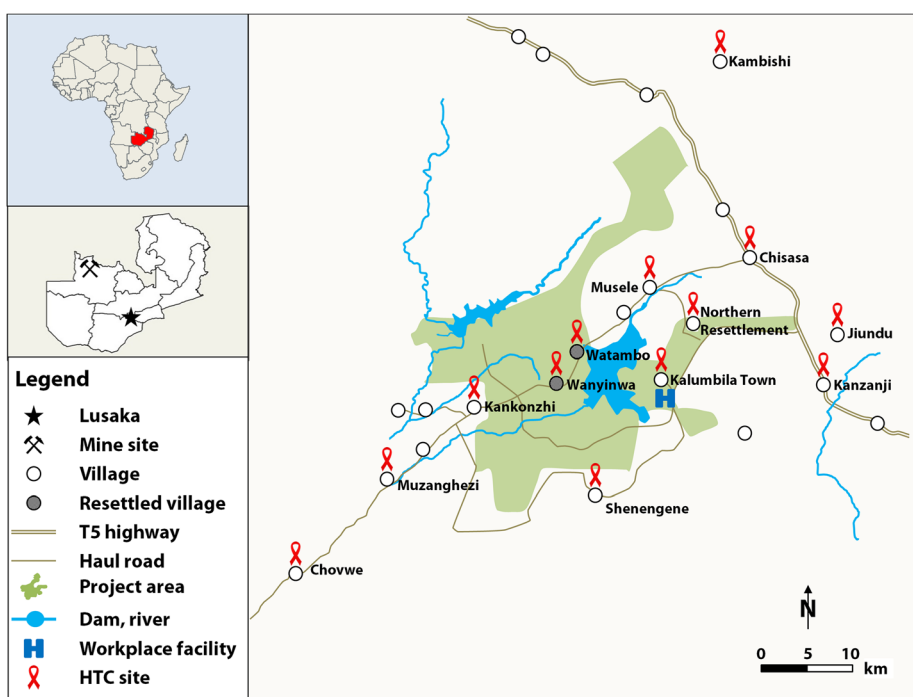 Legend
Lusaka
Mine site
Village
Resettled village
T5 highway
Haul road
Project area
Dam, river
Workplace facility
HTC site
Kambishi
Chisasa
Musele
Northern
Resettlement
Jiundu
Watambo
Wanyinwa
Kalumbila Town
Kanzanji
H
Kankonzhi
Muzanghezi
Shenengene
Chovwe
N
0 5 10
km